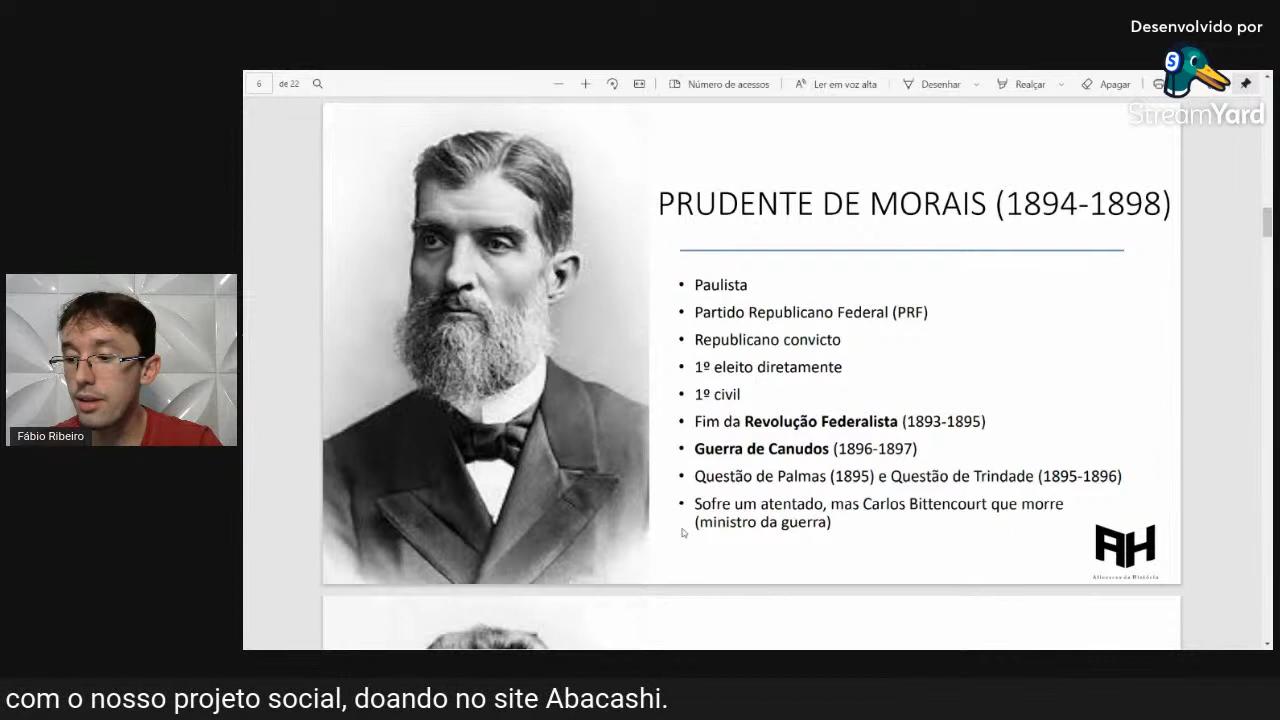 Desenvolvido por
S
StreamYard
6 de 22 Número de acessos Ler em voz alta Desenhar Realçar Apagar
PRUDENTE DE MORAIS (1894-1898)
• Paulista
• Partido Republicano Federal (PRF)
• Republicano convicto
• 1º eleito diretamente
• 1º civil
• Fim da Revolução Federalista (1893-1895)
• Guerra de Canudos (1896-1897)
• Questão de Palmas (1895) e Questão de Trindade (1895-1896)
• Sofre um atentado, mas Carlos Bittencourt que morre
(ministro da guerra)
AH
Fábio Ribeiro
com o nosso projeto social, doando no site Abacashi.